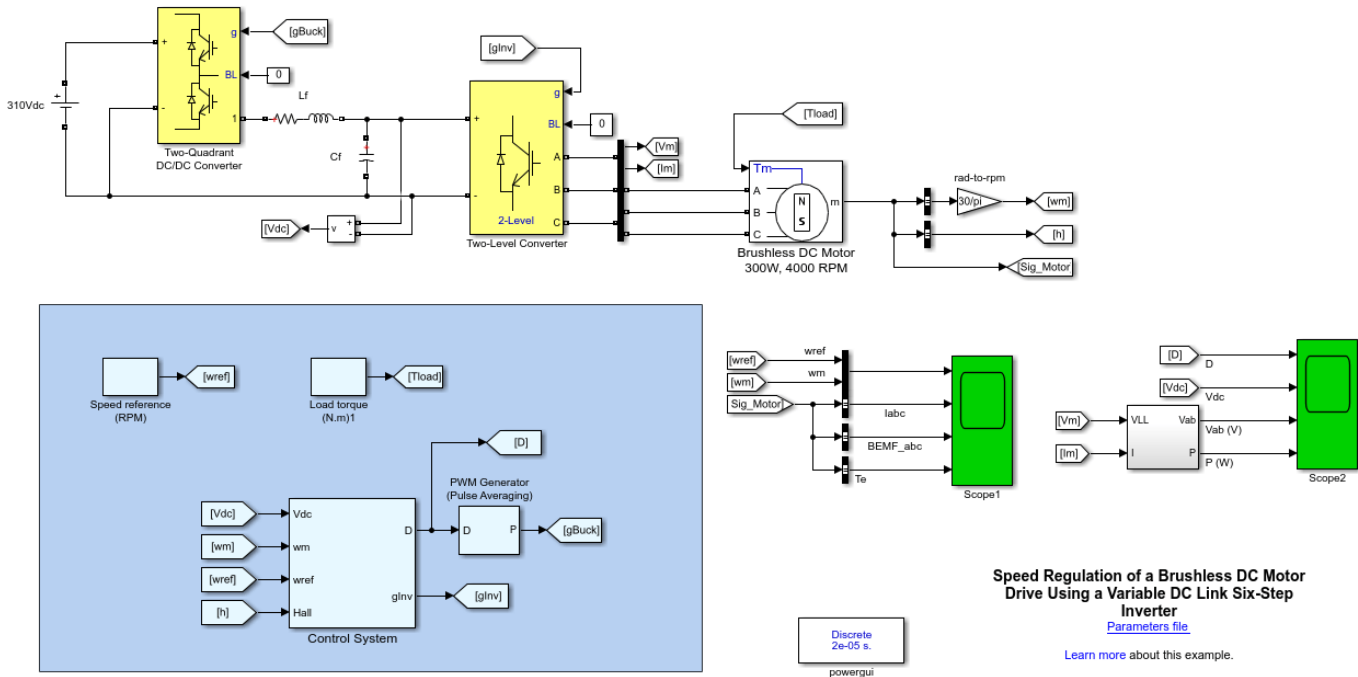 310Vdc
+
+
-
g
BL
1
[gBuck]
0
Two-Quadrant
DC/DC Converter
Lf
Cf
[Vdc]
v
+
-
[gInv]
+
-
g
BL
A
B
C
2-Level
0
Two-Level Converter
[Vm]
[Im]
[Tload]
Tm
A
B
C
N
S
m
Brushless DC Motor
300W, 4000 RPM
rad-to-rpm
30/pi
[wm]
[h]
[Sig_Motor]
Speed reference
(RPM)
[wref]
Load torque
(N.m)1
[Tload]
[D]
PWM Generator
(Pulse Averaging)
D
P
[gBuck]
[Vdc]
[wm]
[wref]
[h]
Vdc
wm
wref
Hall
D
gInv
[gInv]
Control System
[wref]
[wm]
Sig_Motor]
wref
wm
Iabc
BEMF_abc
Te
Scope1
[D]
[Vdc]
[Vm]
[Im]
D
Vdc
VLL
I
Vab
P
Vab (V)
P (W)
Scope2
Discrete
2e-05 s.
powergui
Speed Regulation of a Brushless DC Motor
Drive Using a Variable DC Link Six-Step
Inverter
Parameters file
Learn more about this example.